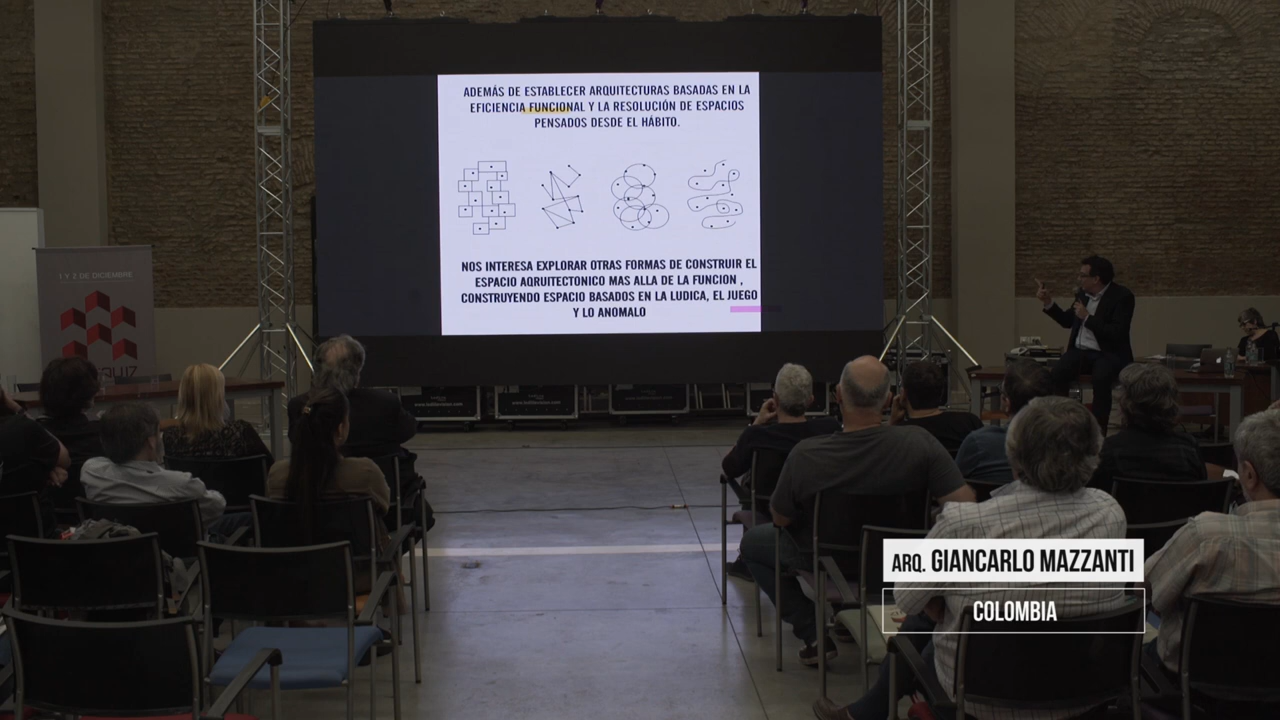 ADEMÁS DE ESTABLECER ARQUITECTURAS BASADAS EN LA
EFICIENCIA FUNCIONAL Y LA RESOLUCIÓN DE ESPACIOS
PENSADOS DESDE EL HÁBITO.
NOS INTERESA EXPLORAR OTRAS FORMAS DE CONSTRUIR EL
ESPACIO AQRUITECTONICO MAS ALLA DE LA FUNCION ,
CONSTRUYENDO ESPACIO BASADOS EN LA LUDICA, EL JUEGO
Y LO ANOMALO
1 Y 2 DE DICIEMBRE
ARQ. GIANCARLO MAZZANTI
COLOMBIA